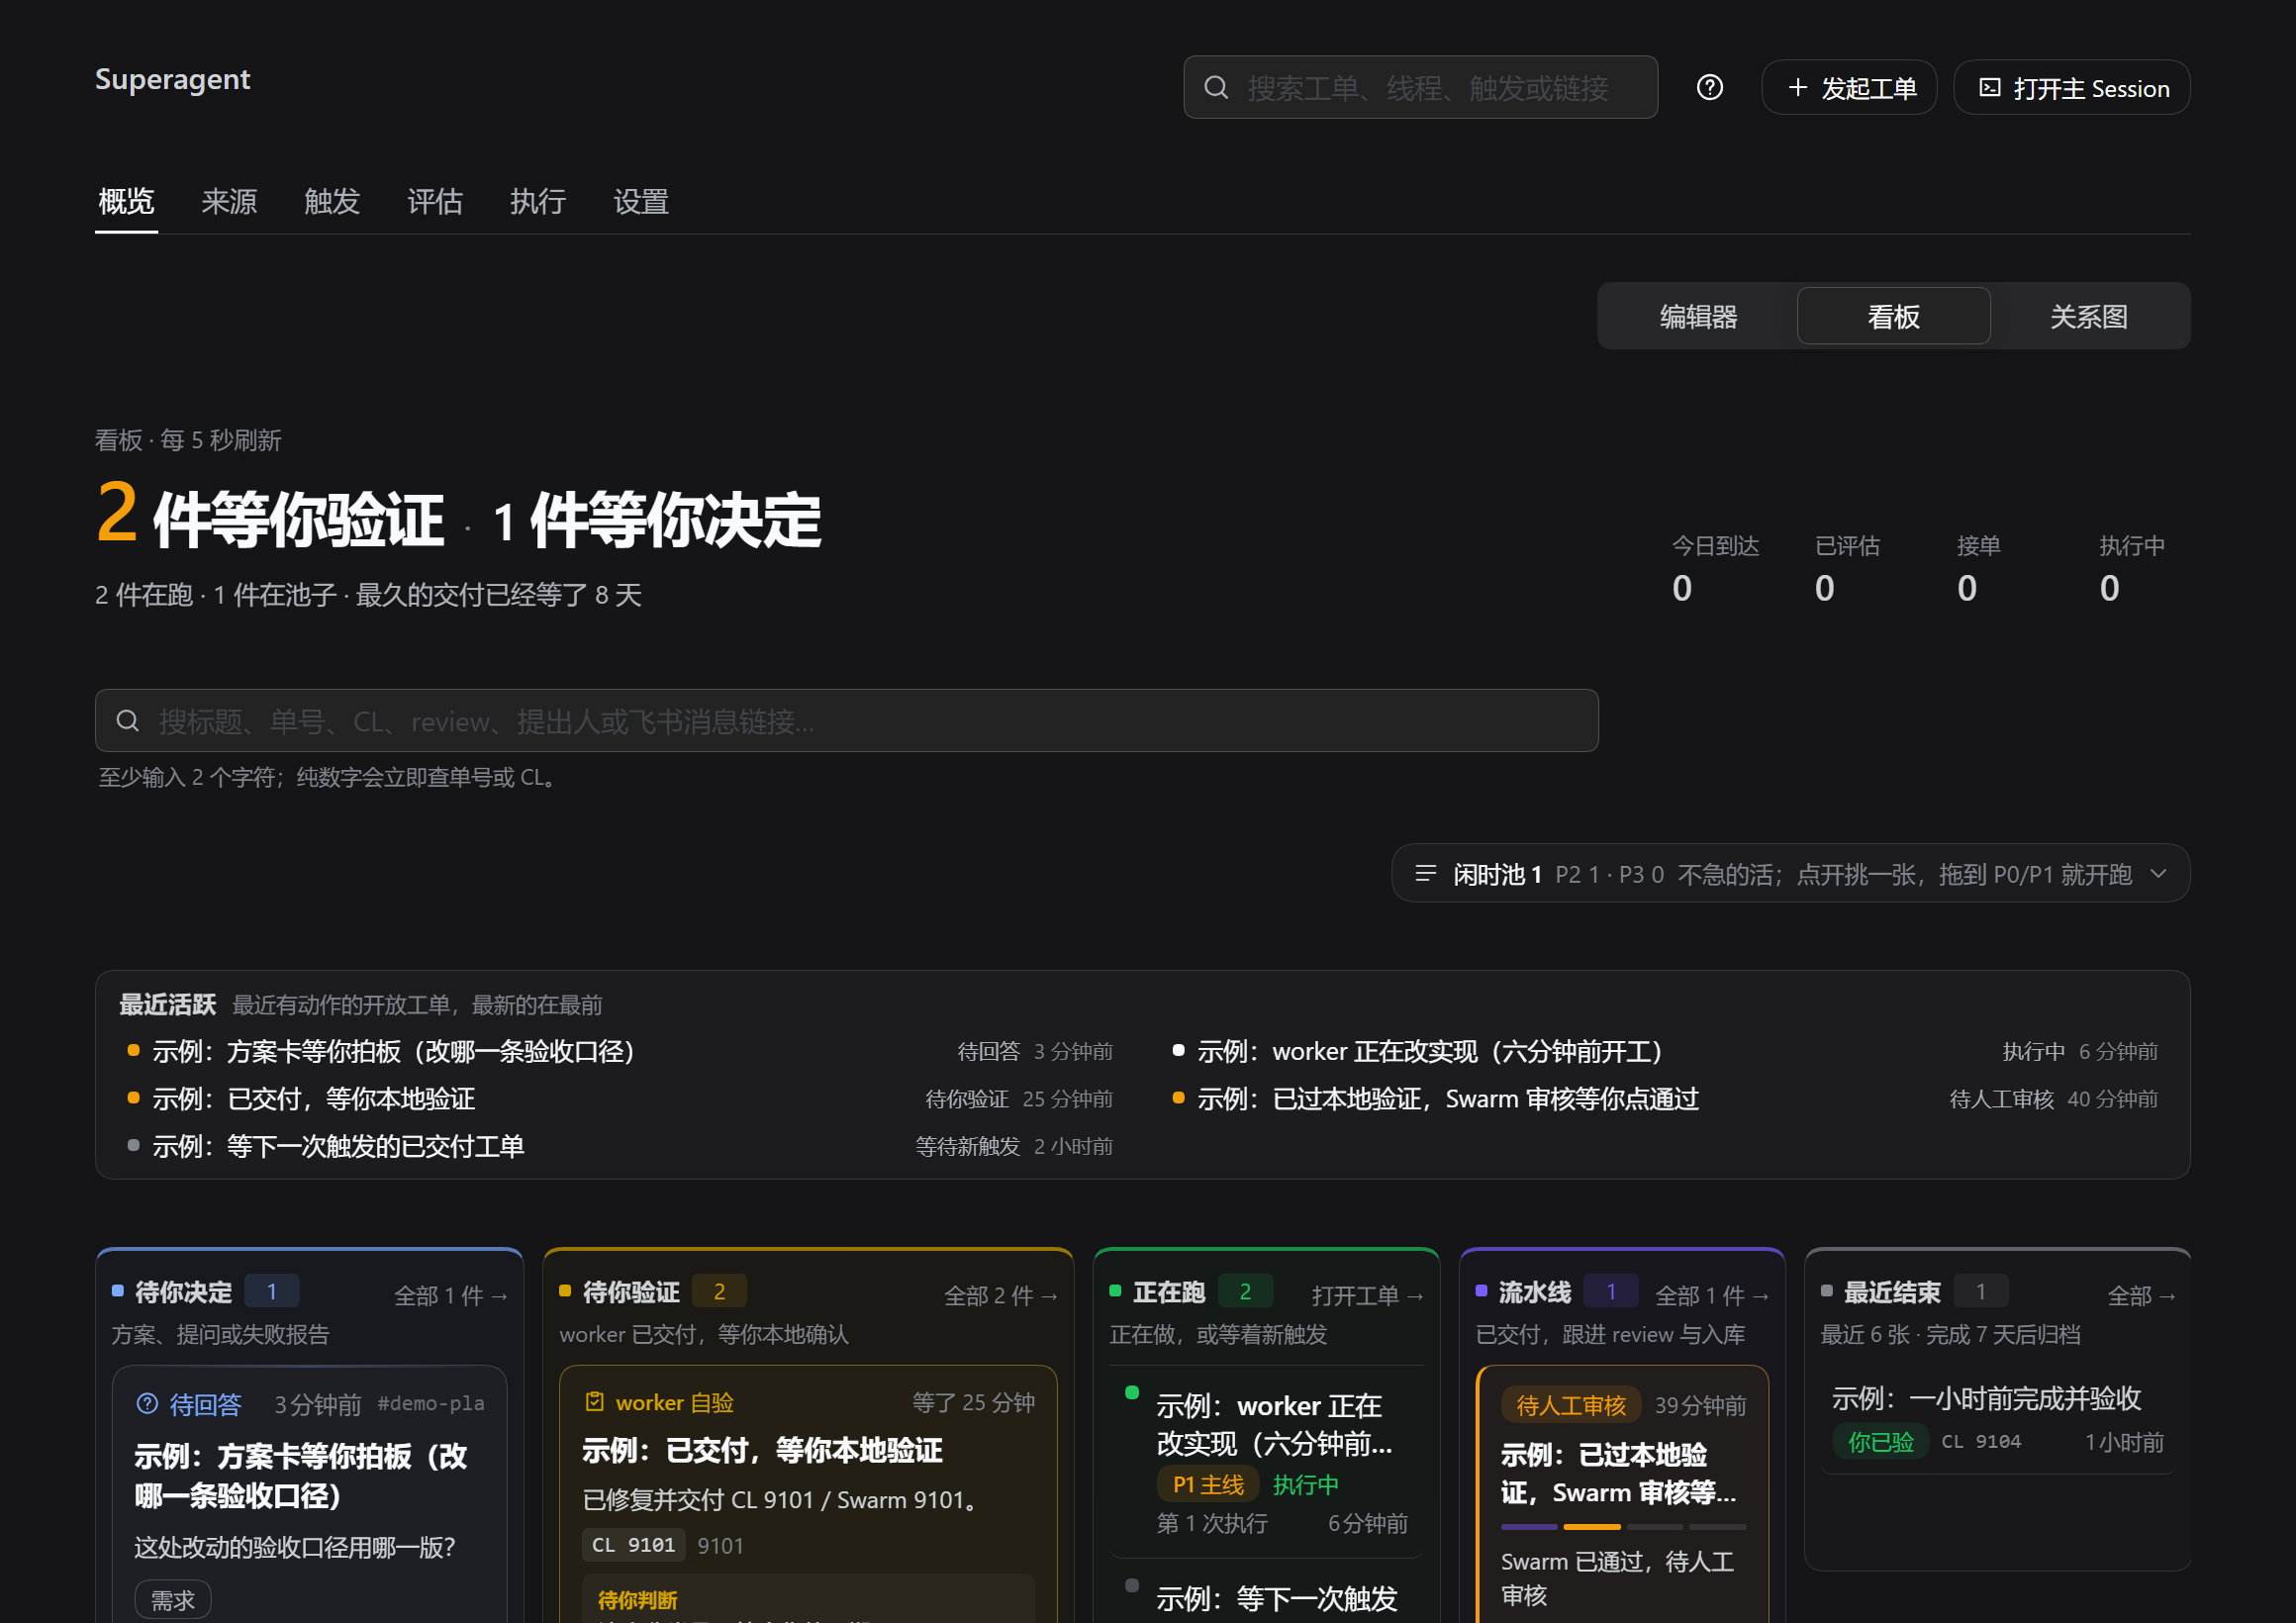 Superagent
搜索工单、线程、触发或链接
发起工单
打开主 Session
概览 来源 触发 评估 执行 设置
编辑器 看板 关系图
看板 · 每 5 秒刷新
2 件等你验证 · 1 件等你决定
2 件在跑 · 1 件在池子 · 最久的交付已经等了 8 天
今日到达 已评估 接单 执行中
0 0 0 0
搜标题、单号、CL、review、提出人或飞书消息链接...
至少输入 2 个字符；纯数字会立即查单号或 CL。
闲时池 1 P2 1 · P3 0 不急的活；点开挑一张，拖到 P0/P1 就开跑
最近活跃 最近有动作的开放工单，最新的在最前
示例：方案卡等你拍板（改哪一条验收口径） 待回答 3 分钟前
示例：worker 正在改实现（六分钟前开工） 执行中 6 分钟前
示例：已交付，等你本地验证 待你验证 25 分钟前
示例：已过本地验证，Swarm 审核等你点通过 待人工审核 40 分钟前
示例：等下一次触发的已交付工单 等待新触发 2 小时前
待你决定 1 全部 1 件 →
方案、提问或失败报告
待回答 3分钟前 #demo-pla
示例：方案卡等你拍板（改
哪一条验收口径）
这处改动的验收口径用哪一版？
需求
待你验证 2 全部 2 件 →
worker 已交付，等你本地确认
worker 自验 等了 25 分钟
示例：已交付，等你本地验证
已修复并交付 CL 9101 / Swarm 9101。
CL 9101 9101
待你判断
正在跑 2 打开工单 →
正在做，或等着新触发
示例：worker 正在
改实现（六分钟前...
P1 主线 执行中
第 1 次执行 6分钟前
示例：等下一次触发
流水线 1 全部 1 件 →
已交付，跟进 review 与入库
待人工审核 39分钟前
示例：已过本地验
证，Swarm 审核等...
Swarm 已通过，待人工
审核
最近结束 1 全部 →
最近 6 张 · 完成 7 天后归档
示例：一小时前完成并验收
你已验 CL 9104 1小时前